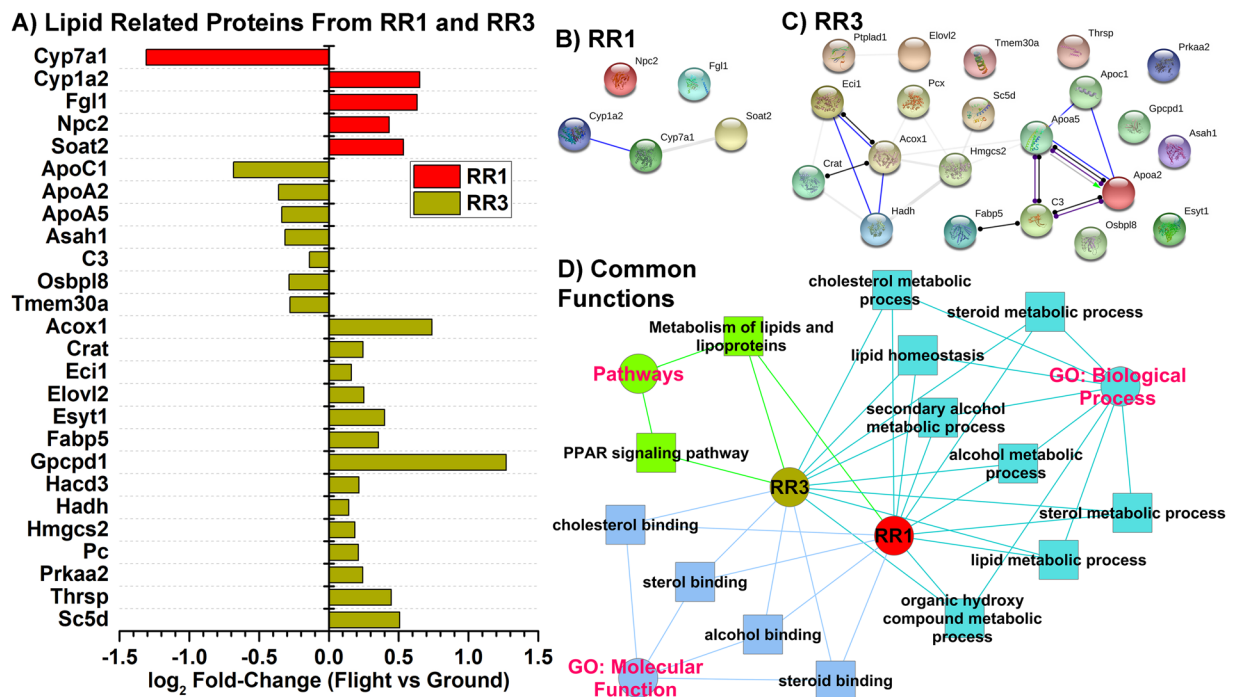 A) Lipid Related Proteins From RR1 and RR3
Cyp7a1
Cyp1a2
Fgl1
Npc2
Soat2
ApoC1
ApoA2
ApoA5
Asah1
C3
Osbpl8
Tmem30a
Acox1
Crat
Eci1
Elovl2
Esyt1
Fabp5
Gpcpd1
Hacd3
Hadh
Hmgcs2
Pc
Prkaa2
Thrsp
Sc5d
RR1
RR3
-1.5 -1.0 -0.5 0.0 0.5 1.0 1.5
log2 Fold-Change (Flight vs Ground)
B) RR1
Npc2
Fgl1
Cyp1a2
Cyp7a1
Soat2
C) RR3
Ptplad1
Elovl2
Tmem30a
Thrsp
Prkaa2
Eci1
Pcx
Sc5d
Apoc1
Gpcpd1
Acox1
Apoa5
Asah1
Crat
Hmgcs2
Apoa2
Hadh
Fabp5
C3
Osbpl8
Esyt1
D) Common
Functions
cholesterol metabolic
process
steroid metabolic process
Metabolism of lipids and
lipoproteins
lipid homeostasis
Pathways
GO: Biological
Process
secondary alcohol
metabolic process
PPAR signaling pathway
alcohol metabolic
process
RR3
sterol metabolic process
cholesterol binding
RR1
lipid metabolic process
sterol binding
organic hydroxy
compound metabolic
process
alcohol binding
GO: Molecular
Function
steroid binding